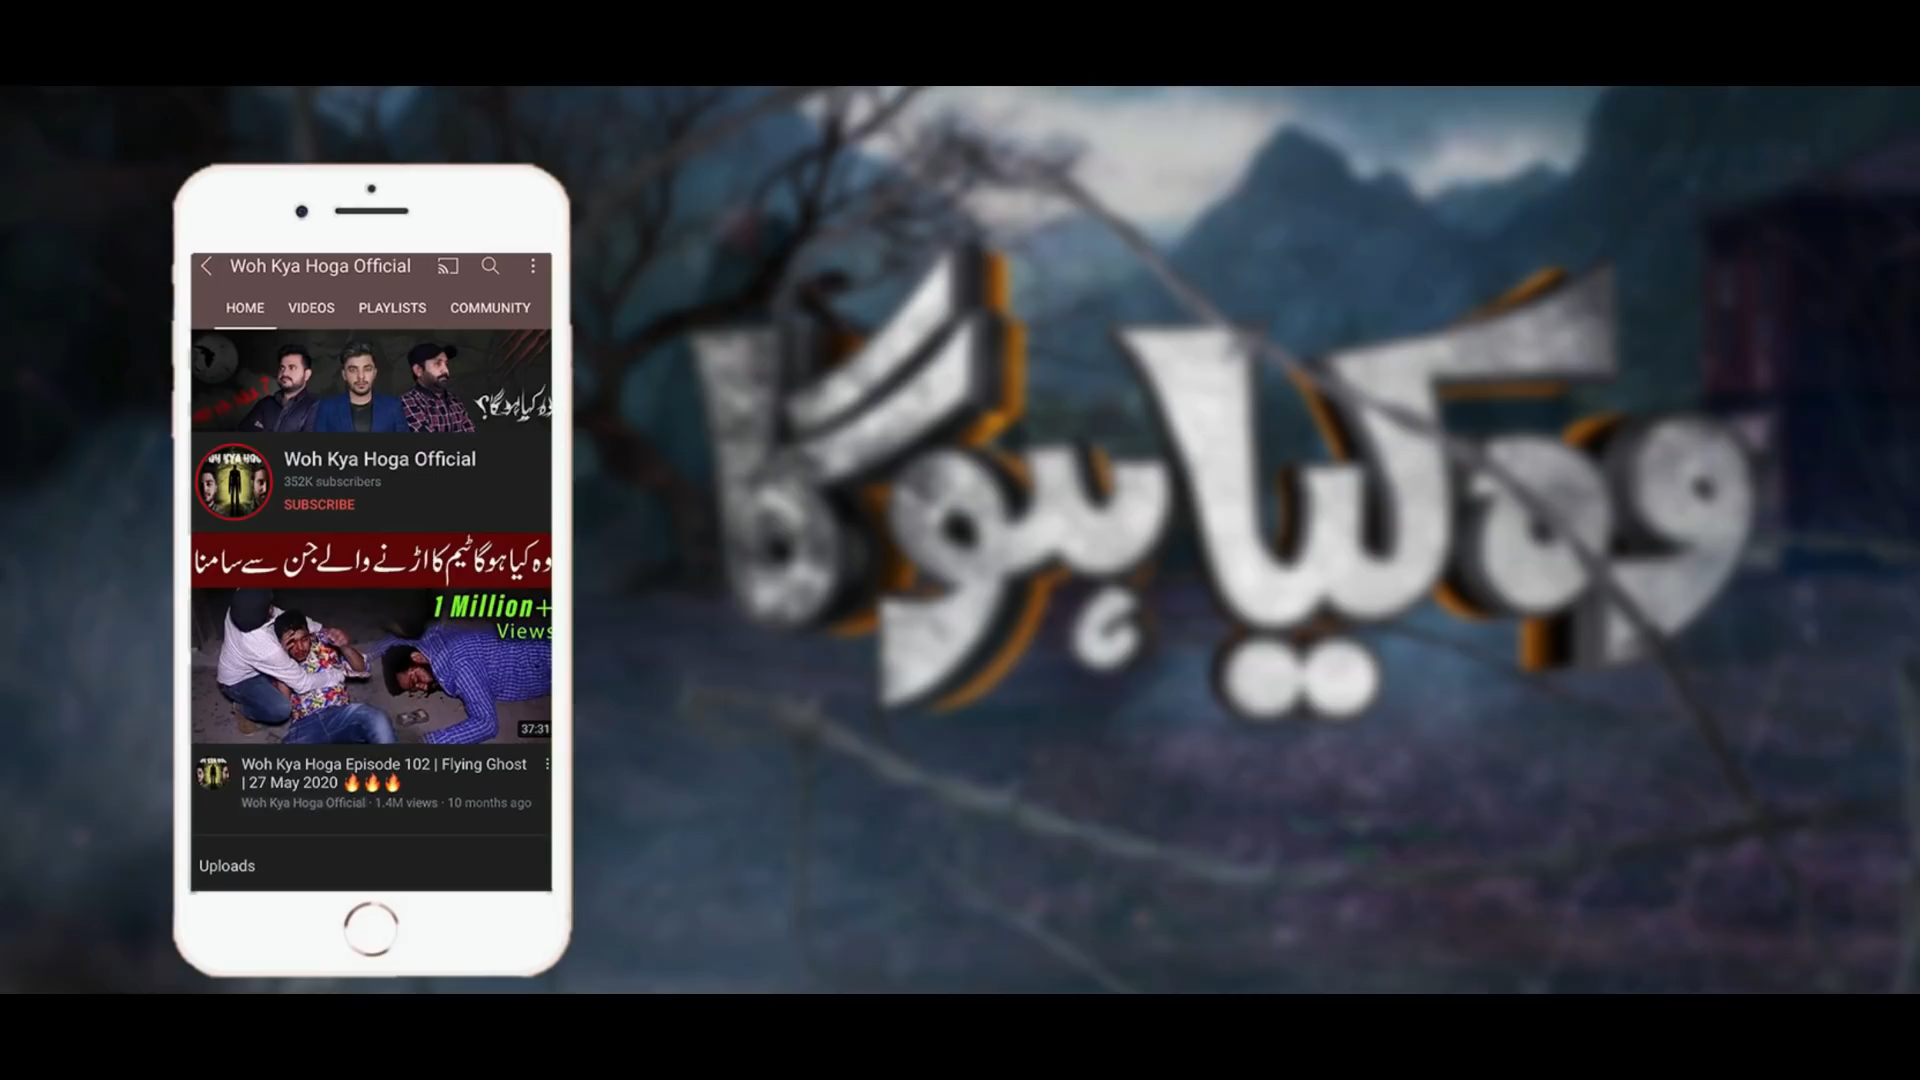 Woh Kya Hoga Official
HOME VIDEOS PLAYLISTS COMMUNITY
وہ کیا ہوگا؟
Woh Kya Hoga Official
352K subscribers
SUBSCRIBE
وہ کیا ہوگا ٹیم کا اڑنے والے جن سے سامنا
1 Million+
Views
37:31
Woh Kya Hoga Episode 102 | Flying Ghost
| 27 May 2020 🔥🔥🔥
Woh Kya Hoga Official · 1.4M views · 10 months ago
Uploads
وہ کیا ہوگا